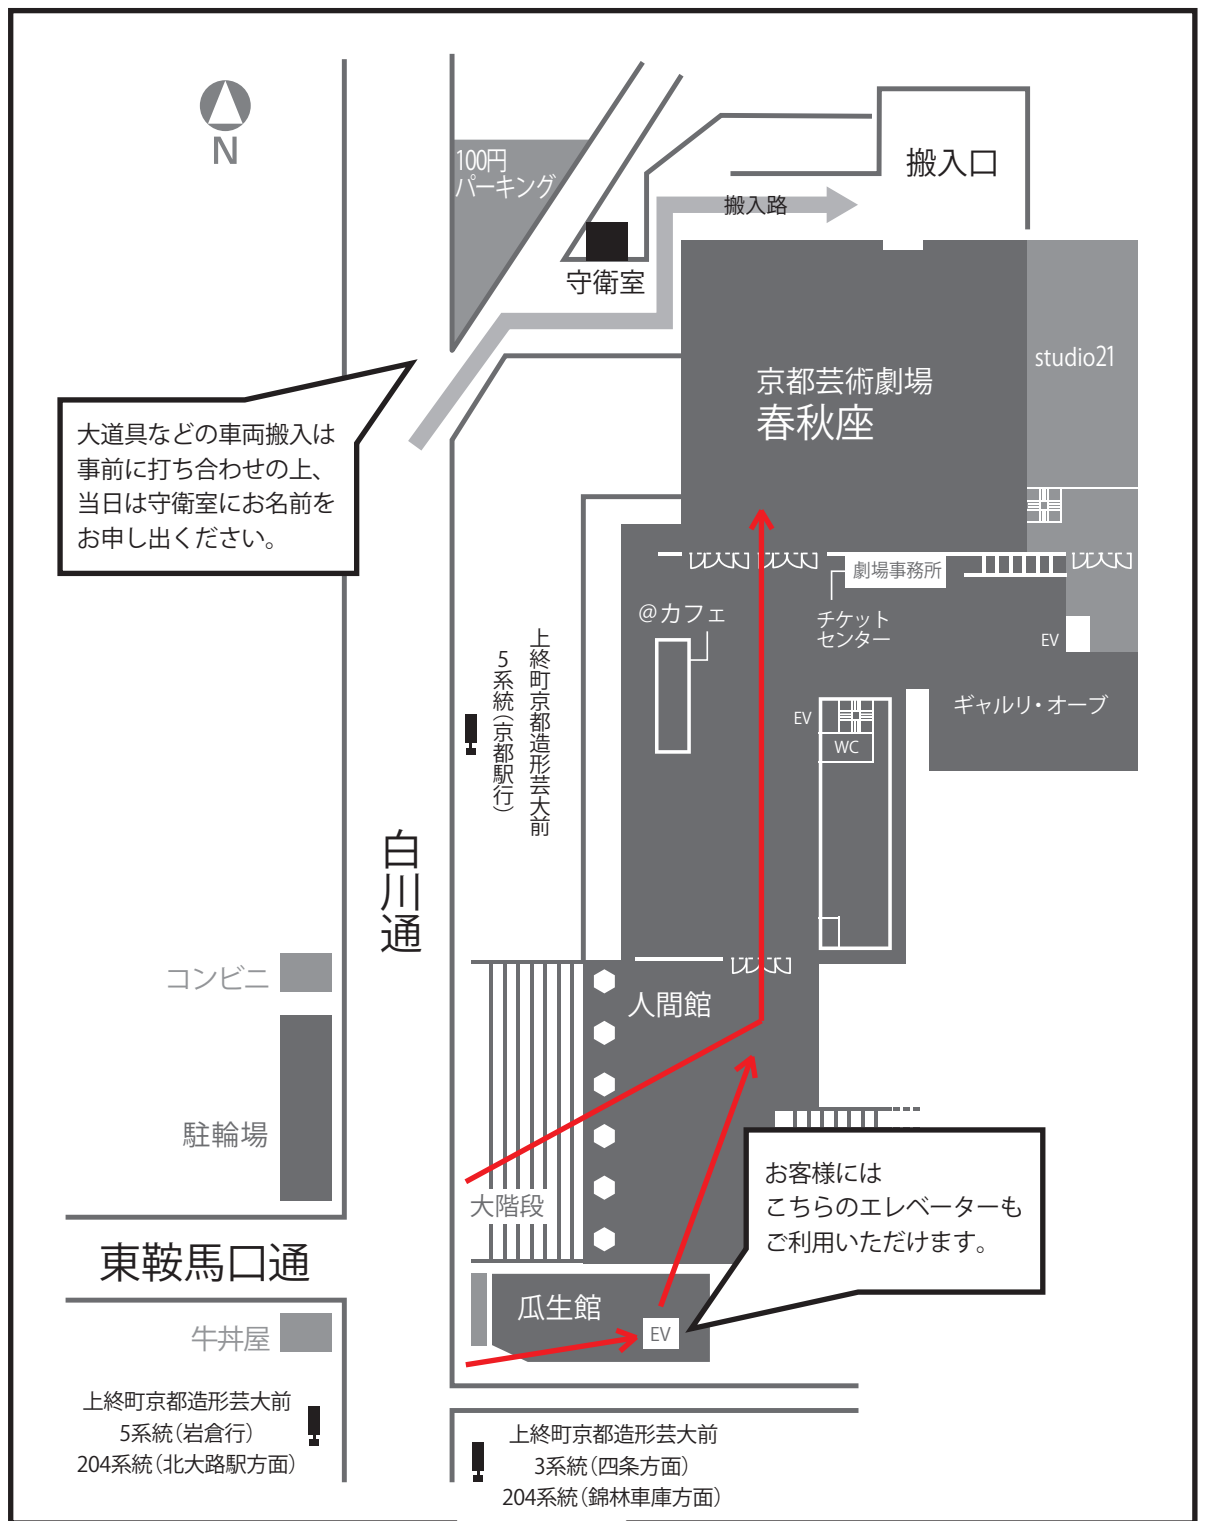 N
100円
パーキング
搬入口
搬入路
守衛室
studio21
京都芸術劇場
春秋座
大道具などの車両搬入は
事前に打ち合わせの上、
当日は守衛室にお名前を
お申し出ください。
劇場事務所
@カフェ
チケット
センター
EV
上終町京都造形芸大前
5系統(京都駅行)
ギャルリ・オーブ
EV
WC
白川通
コンビニ
人間館
駐輪場
大階段
お客様には
こちらのエレベーターも
ご利用いただけます。
東鞍馬口通
瓜生館
EV
牛丼屋
上終町京都造形芸大前
5系統(岩倉行)
204系統(北大路駅方面)
上終町京都造形芸大前
3系統(四条方面)
204系統(錦林車庫方面)